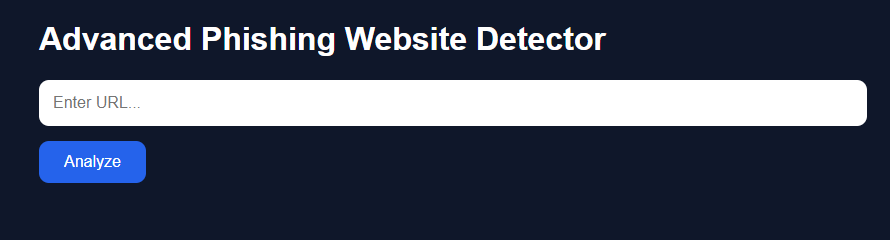 Advanced Phishing Website Detector
Enter URL...
Analyze